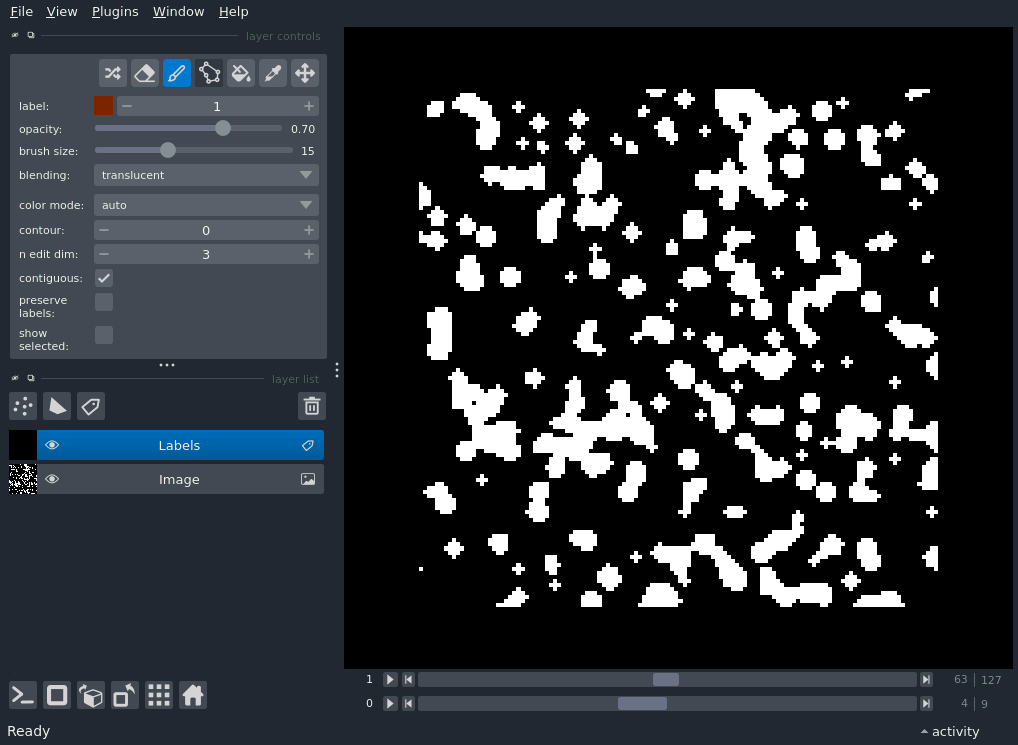 File View Plugins Window Help
layer controls
label: 1
opacity: 0.70
brush size: 15
blending: translucent
color mode: auto
contour: 0
n edit dim: 3
contiguous:
preserve
labels:
show
selected:
layer list
Labels
Image
1 63 127
0 4 9
Ready activity